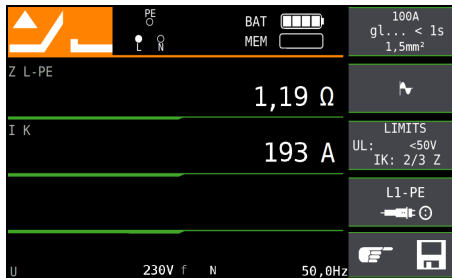 PE
L N
BAT
MEM
100A
gl... < 1s
1,5mm²
Z L-PE
1,19 Ω
I K
193 A
LIMITS
UL: <50V
IK: 2/3 Z
L1-PE
U 230V f N 50,0Hz